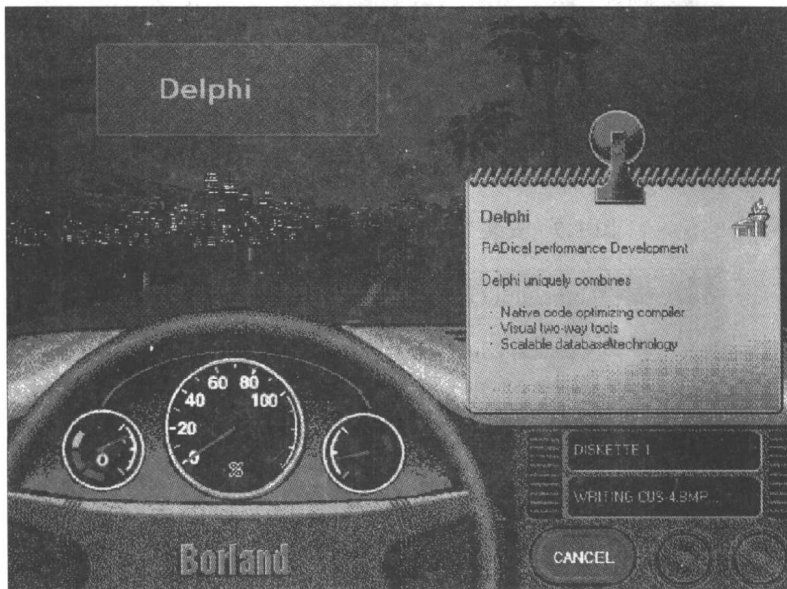 Delphi
Delphi
RADical performance Development
Delphi uniquely combines
· Native code optimizing compiler
· Visual two-way tools
· Scalable database technology
60 80
40 100
20
0
0
%
DISKETTE 1
WRITING CUS-4.BMP...
Borland
CANCEL